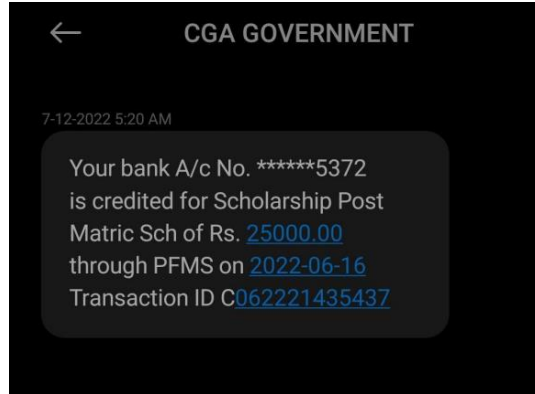 CGA GOVERNMENT
7-12-2022 5:20 AM
Your bank A/c No. ******5372
is credited for Scholarship Post
Matric Sch of Rs. 25000.00
through PFMS on 2022-06-16
Transaction ID C062221435437